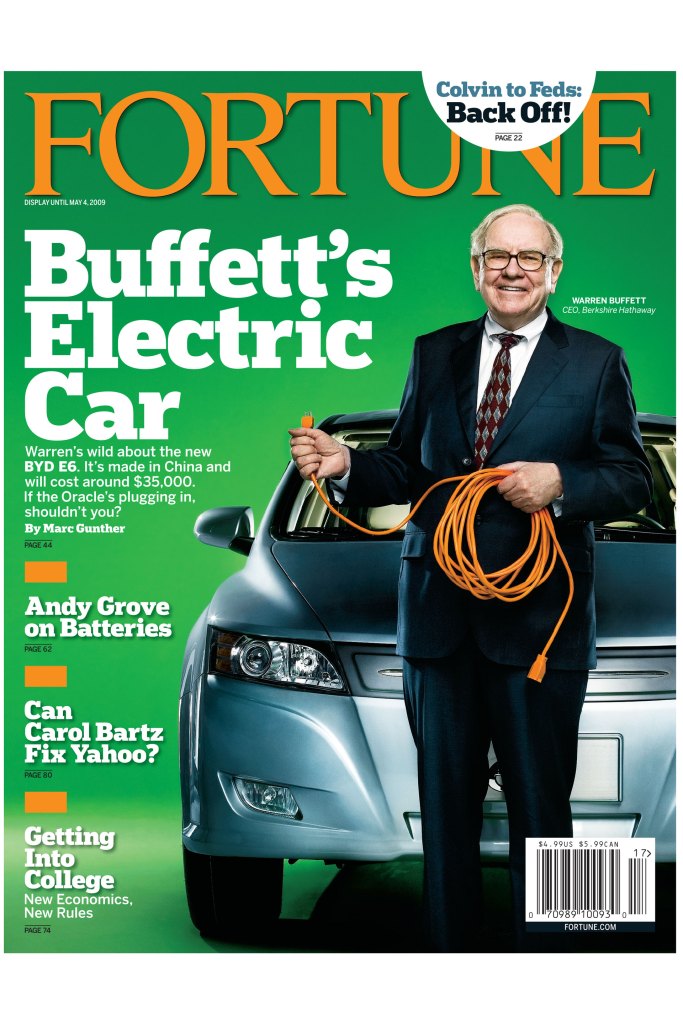 Colvin to Feds:
Back Off!
PAGE 22
FORTUNE
DISPLAY UNTIL MAY 4, 2009
Buffett's
Electric
Car
WARREN BUFFETT
CEO, Berkshire Hathaway
Warren's wild about the new
BYD E6. It's made in China and
will cost around $35,000.
If the Oracle's plugging in,
shouldn't you?
By Marc Gunther
PAGE 44
Andy Grove
on Batteries
PAGE 62
Can
Carol Bartz
Fix Yahoo?
PAGE 80
Getting
Into
College
New Economics,
New Rules
PAGE 74
$4.99US $5.99CAN
17>
0 70989 10093 0
FORTUNE.COM